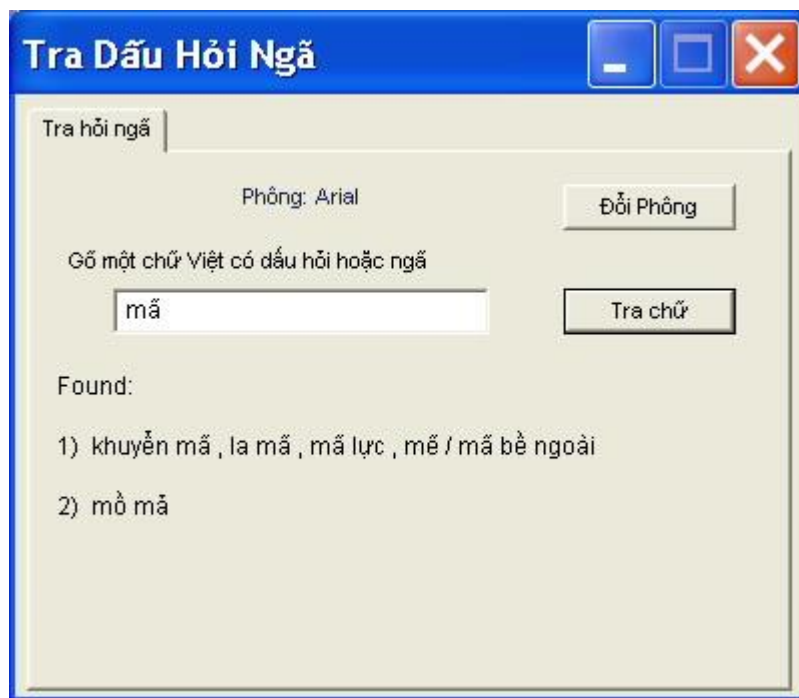 Tra Dấu Hỏi Ngã
Tra hỏi ngã
Phông: Arial
Đổi Phông
Gõ một chữ Việt có dấu hỏi hoặc ngã
mã
Tra chữ
Found:
1) khuyển mã , la mã , mã lực , mẽ / mã bề ngoài
2) mồ mả